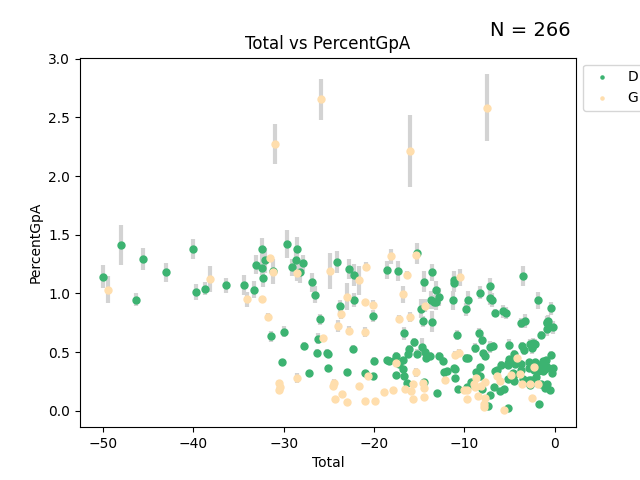 N = 266
Total vs PercentGpA
D
G
PercentGpA
3.0
2.5
2.0
1.5
1.0
0.5
0.0
−50 −40 −30 −20 −10 0
Total